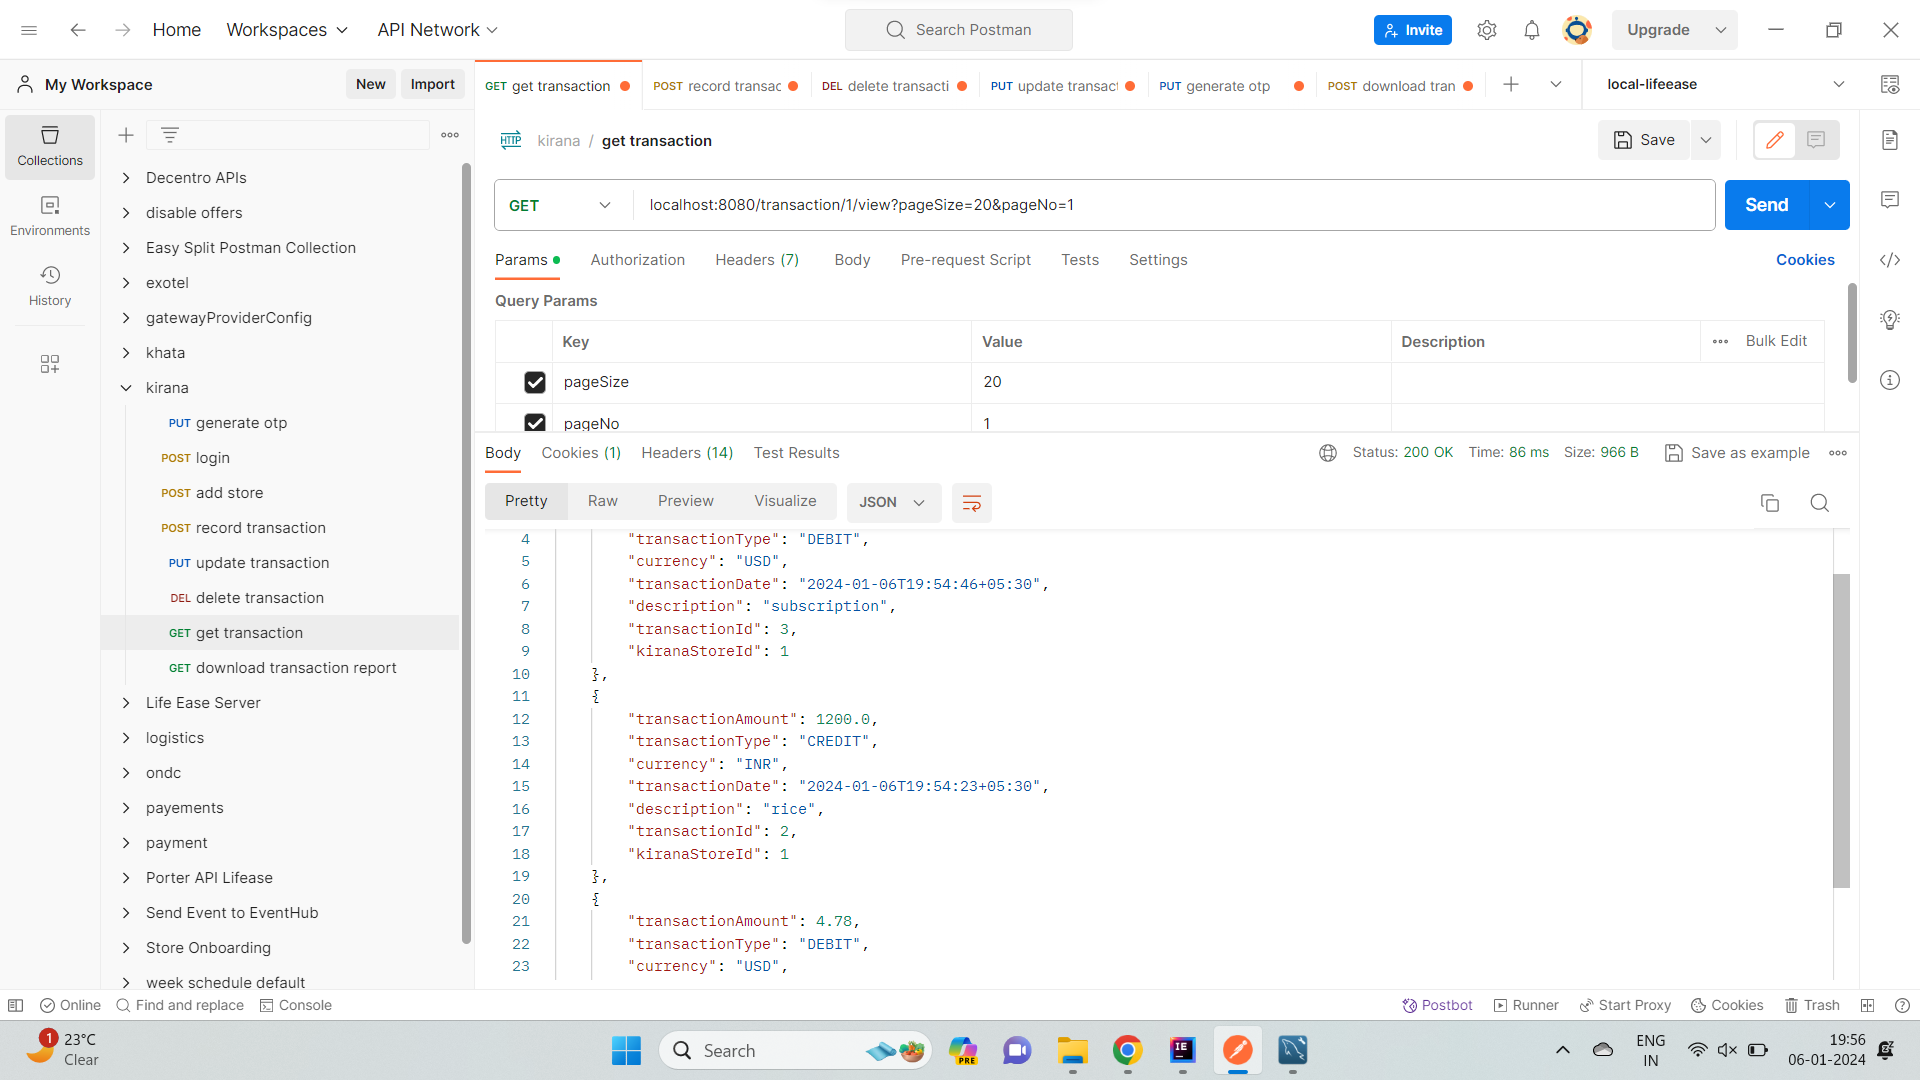 Home
Workspaces
API Network
Search Postman
Invite
Upgrade
My Workspace
New
Import
GET get transaction
POST record transac
DEL delete transacti
PUT update transact
PUT generate otp
POST download tran
local-lifeease
Collections
Environments
History
Decentro APIs
disable offers
Easy Split Postman Collection
exotel
gatewayProviderConfig
khata
kirana
PUT generate otp
POST login
POST add store
POST record transaction
PUT update transaction
DEL delete transaction
GET get transaction
GET download transaction report
Life Ease Server
logistics
ondc
payements
payment
Porter API Lifease
Send Event to EventHub
Store Onboarding
week schedule default
HTTP kirana / get transaction
Save
GET
localhost:8080/transaction/1/view?pageSize=20&pageNo=1
Send
Params
Authorization
Headers (7)
Body
Pre-request Script
Tests
Settings
Cookies
Query Params
Key Value Description Bulk Edit
pageSize 20
pageNo 1
Body
Cookies (1)
Headers (14)
Test Results
Status: 200 OK
Time: 86 ms
Size: 966 B
Save as example
Pretty
Raw
Preview
Visualize
JSON
4 "transactionType": "DEBIT",
5 "currency": "USD",
6 "transactionDate": "2024-01-06T19:54:46+05:30",
7 "description": "subscription",
8 "transactionId": 3,
9 "kiranaStoreId": 1
10 },
11 {
12 "transactionAmount": 1200.0,
13 "transactionType": "CREDIT",
14 "currency": "INR",
15 "transactionDate": "2024-01-06T19:54:23+05:30",
16 "description": "rice",
17 "transactionId": 2,
18 "kiranaStoreId": 1
19 },
20 {
21 "transactionAmount": 4.78,
22 "transactionType": "DEBIT",
23 "currency": "USD",
Online
Find and replace
Console
Postbot
Runner
Start Proxy
Cookies
Trash
1
23°C
Clear
Search
PRE
IE
ENG
IN
19:56
06-01-2024